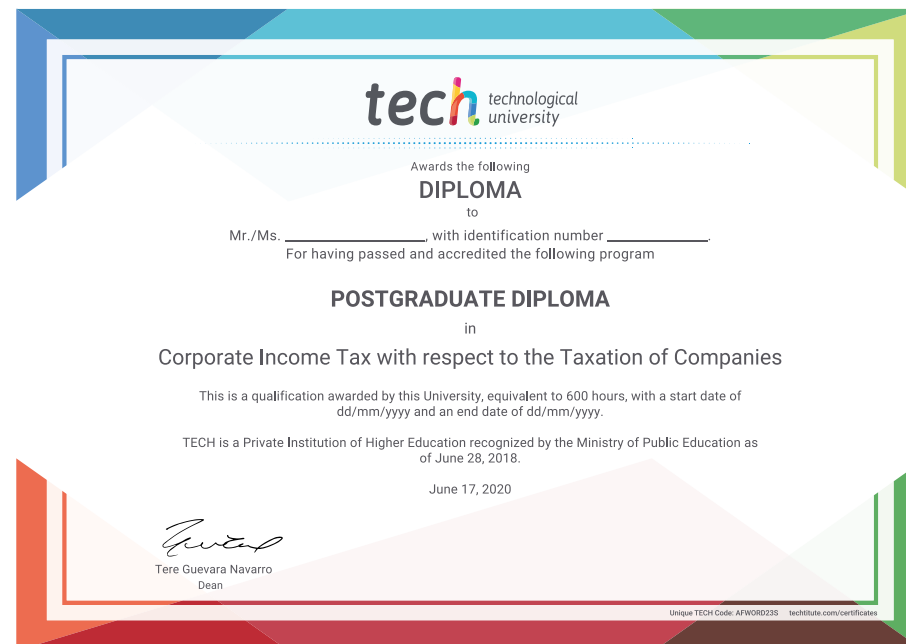 tech technological
university
Awards the following
DIPLOMA
to
Mr./Ms. ____________________, with identification number ______________.
For having passed and accredited the following program
POSTGRADUATE DIPLOMA
in
Corporate Income Tax with respect to the Taxation of Companies
This is a qualification awarded by this University, equivalent to 600 hours, with a start date of
dd/mm/yyyy and an end date of dd/mm/yyyy.
TECH is a Private Institution of Higher Education recognized by the Ministry of Public Education as
of June 28, 2018.
June 17, 2020
Tere Guevara Navarro
Dean
Unique TECH Code: AFWORD23S techtitute.com/certificates